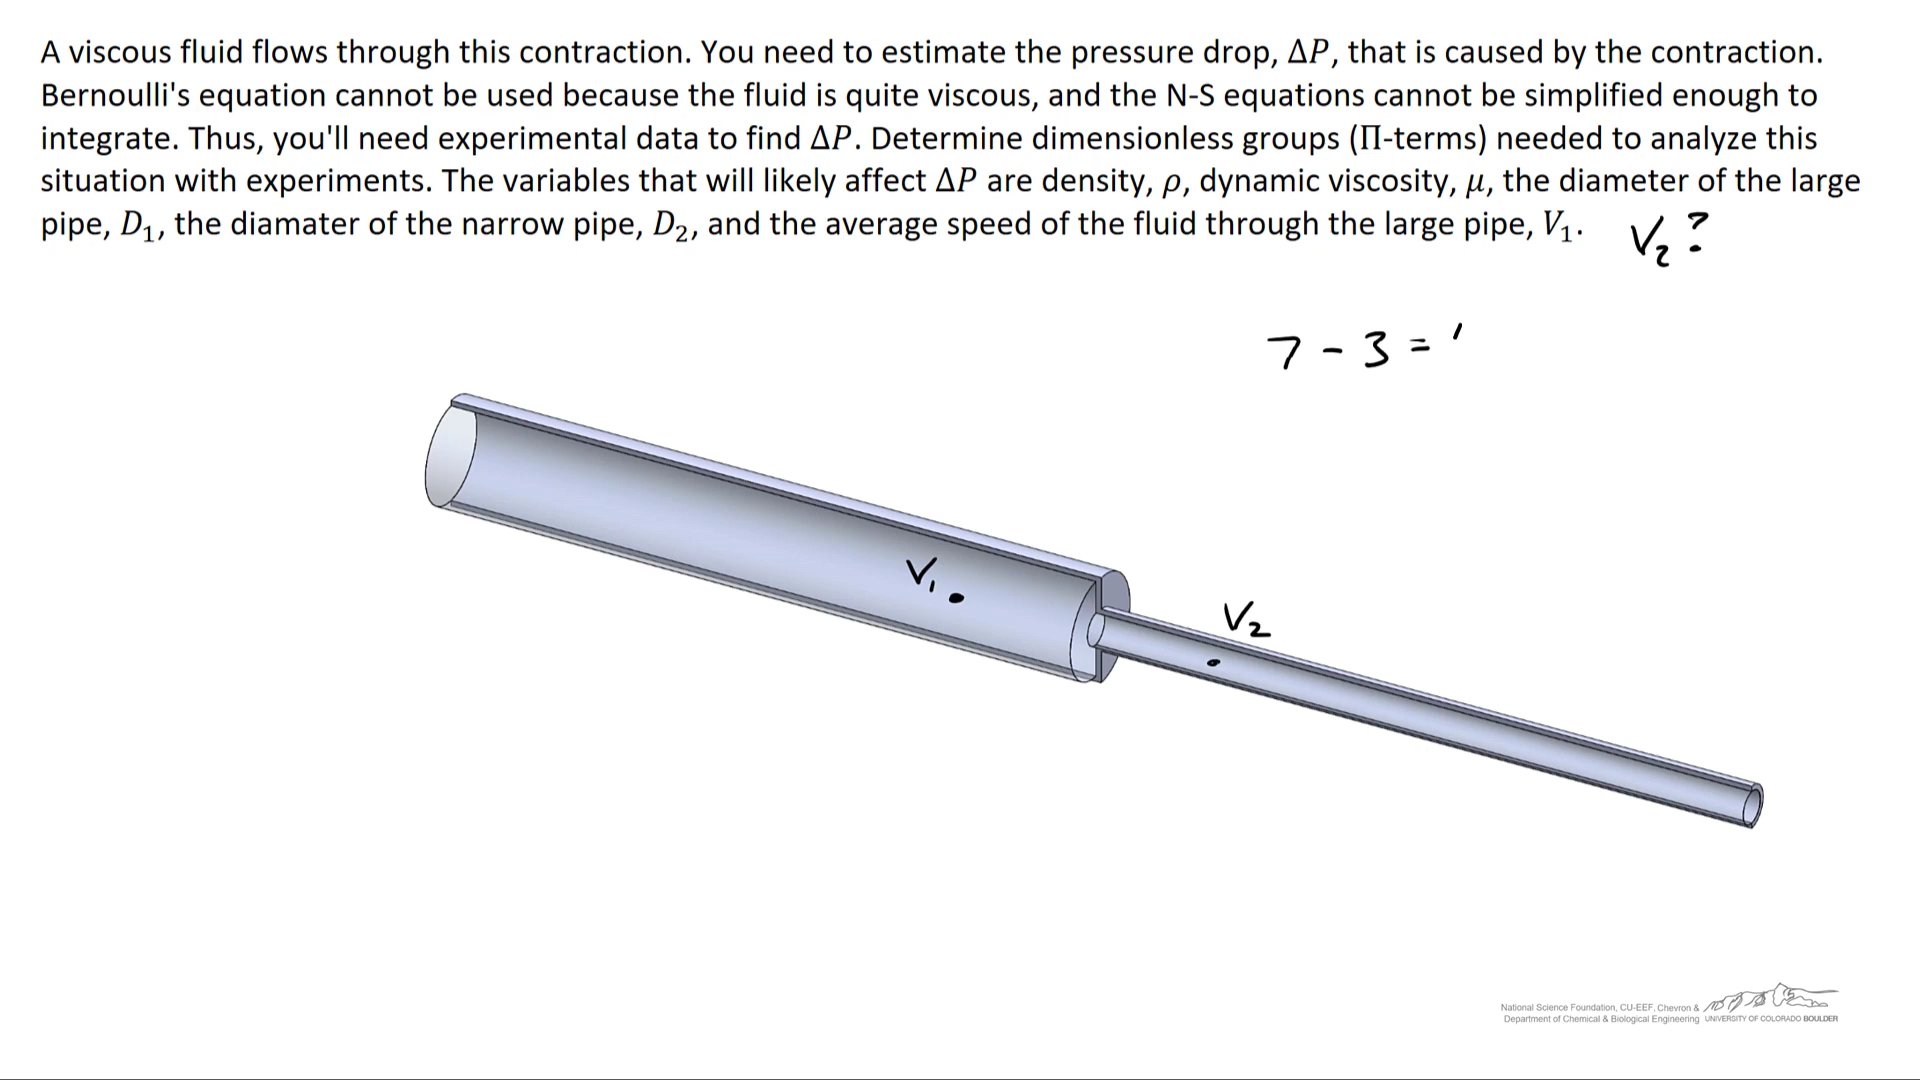 A viscous fluid flows through this contraction. You need to estimate the pressure drop, ΔP, that is caused by the contraction.
Bernoulli's equation cannot be used because the fluid is quite viscous, and the N-S equations cannot be simplified enough to
integrate. Thus, you'll need experimental data to find ΔP. Determine dimensionless groups (Π-terms) needed to analyze this
situation with experiments. The variables that will likely affect ΔP are density, ρ, dynamic viscosity, μ, the diameter of the large
pipe, D₁, the diamater of the narrow pipe, D₂, and the average speed of the fluid through the large pipe, V₁.
V₂?
7 - 3 =
V₁
V₂
National Science Foundation, CU-EEF, Chevron &
Department of Chemical & Biological Engineering UNIVERSITY OF COLORADO BOULDER